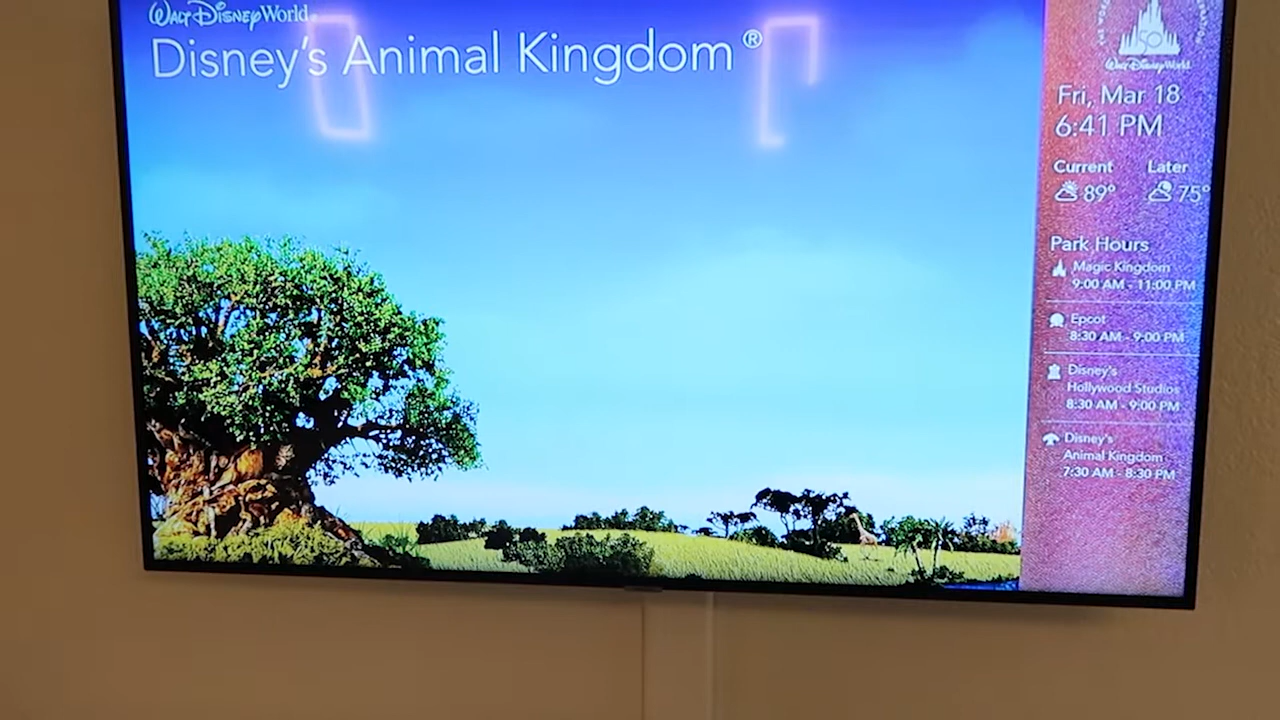 Walt Disney World
Disney's Animal Kingdom®
50
Walt Disney World
Fri, Mar 18
6:41 PM
Current Later
89° 75°
Park Hours
Magic Kingdom
9:00 AM - 11:00 PM
Epcot
8:30 AM - 9:00 PM
Disney's
Hollywood Studios
8:30 AM - 9:00 PM
Disney's
Animal Kingdom
7:30 AM - 8:30 PM